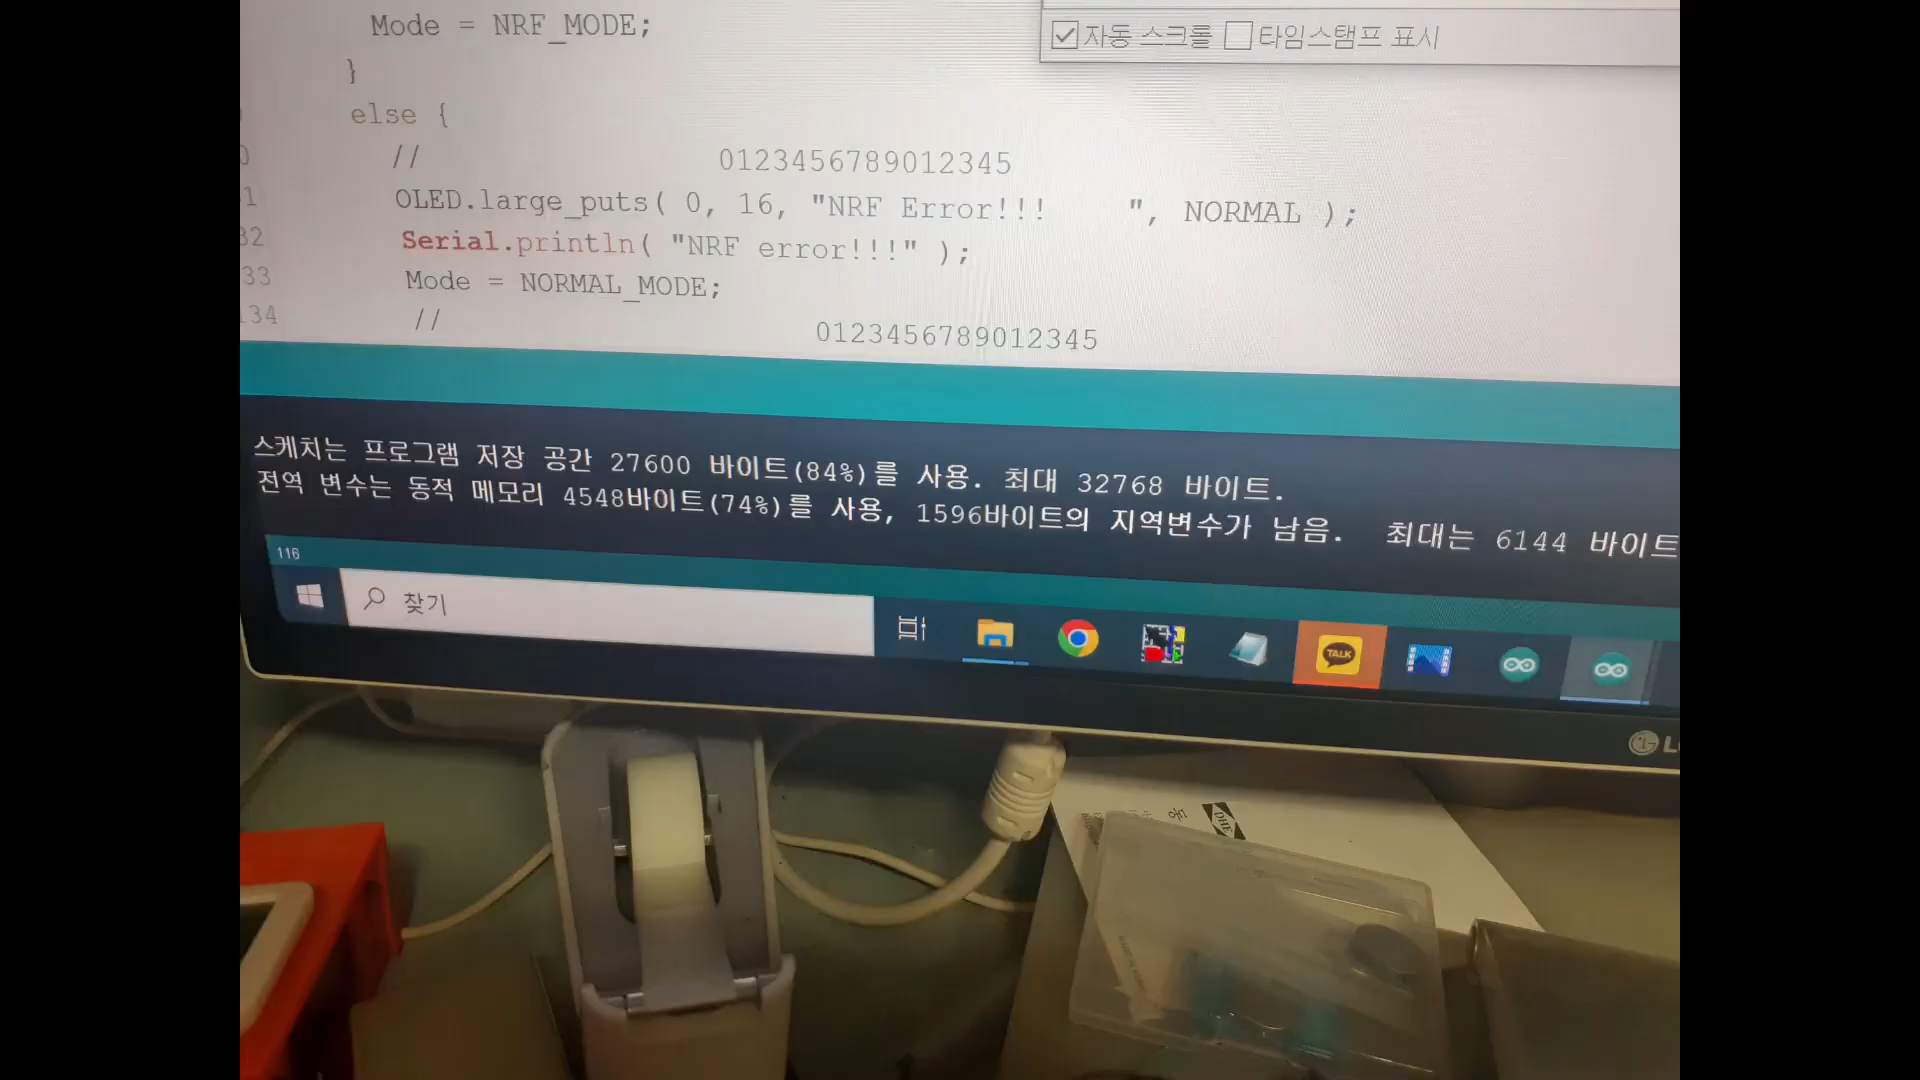 Mode = NRF_MODE;
}
else {
// 0123456789012345
OLED.large_puts( 0, 16, "NRF Error!!!     ", NORMAL );
32
Serial.println( "NRF error!!!" );
33
Mode = NORMAL_MODE;
134
// 0123456789012345
자동 스크롤 타임스탬프 표시
스케치는 프로그램 저장 공간 27600 바이트(84%)를 사용. 최대 32768 바이트.
전역 변수는 동적 메모리 4548바이트(74%)를 사용, 1596바이트의 지역변수가 남음.  최대는 6144 바이트
116
찾기
TALK
DHE